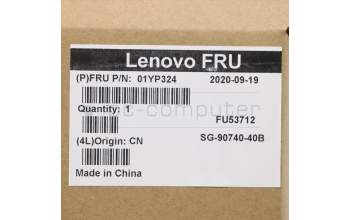 Lenovo FRU
(P)FRU P/N: 01YP324 2020-09-19
Quantity: 1
FU53712
(4L)Origin: CN SG-90740-40B
Made in China